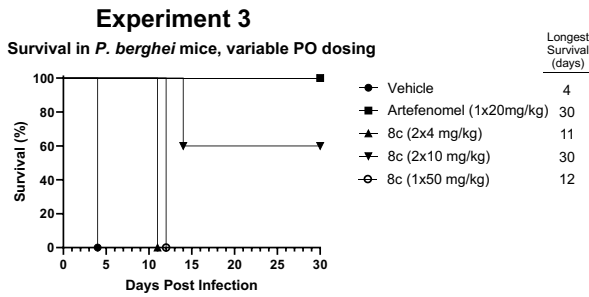 Experiment 3
Survival in P. berghei mice, variable PO dosing
Longest
Survival
(days)
Vehicle 4
Artefenomel (1x20mg/kg) 30
8c (2x4 mg/kg) 11
8c (2x10 mg/kg) 30
8c (1x50 mg/kg) 12
Survival (%)
100
80
60
40
20
0
0 5 10 15 20 25 30
Days Post Infection